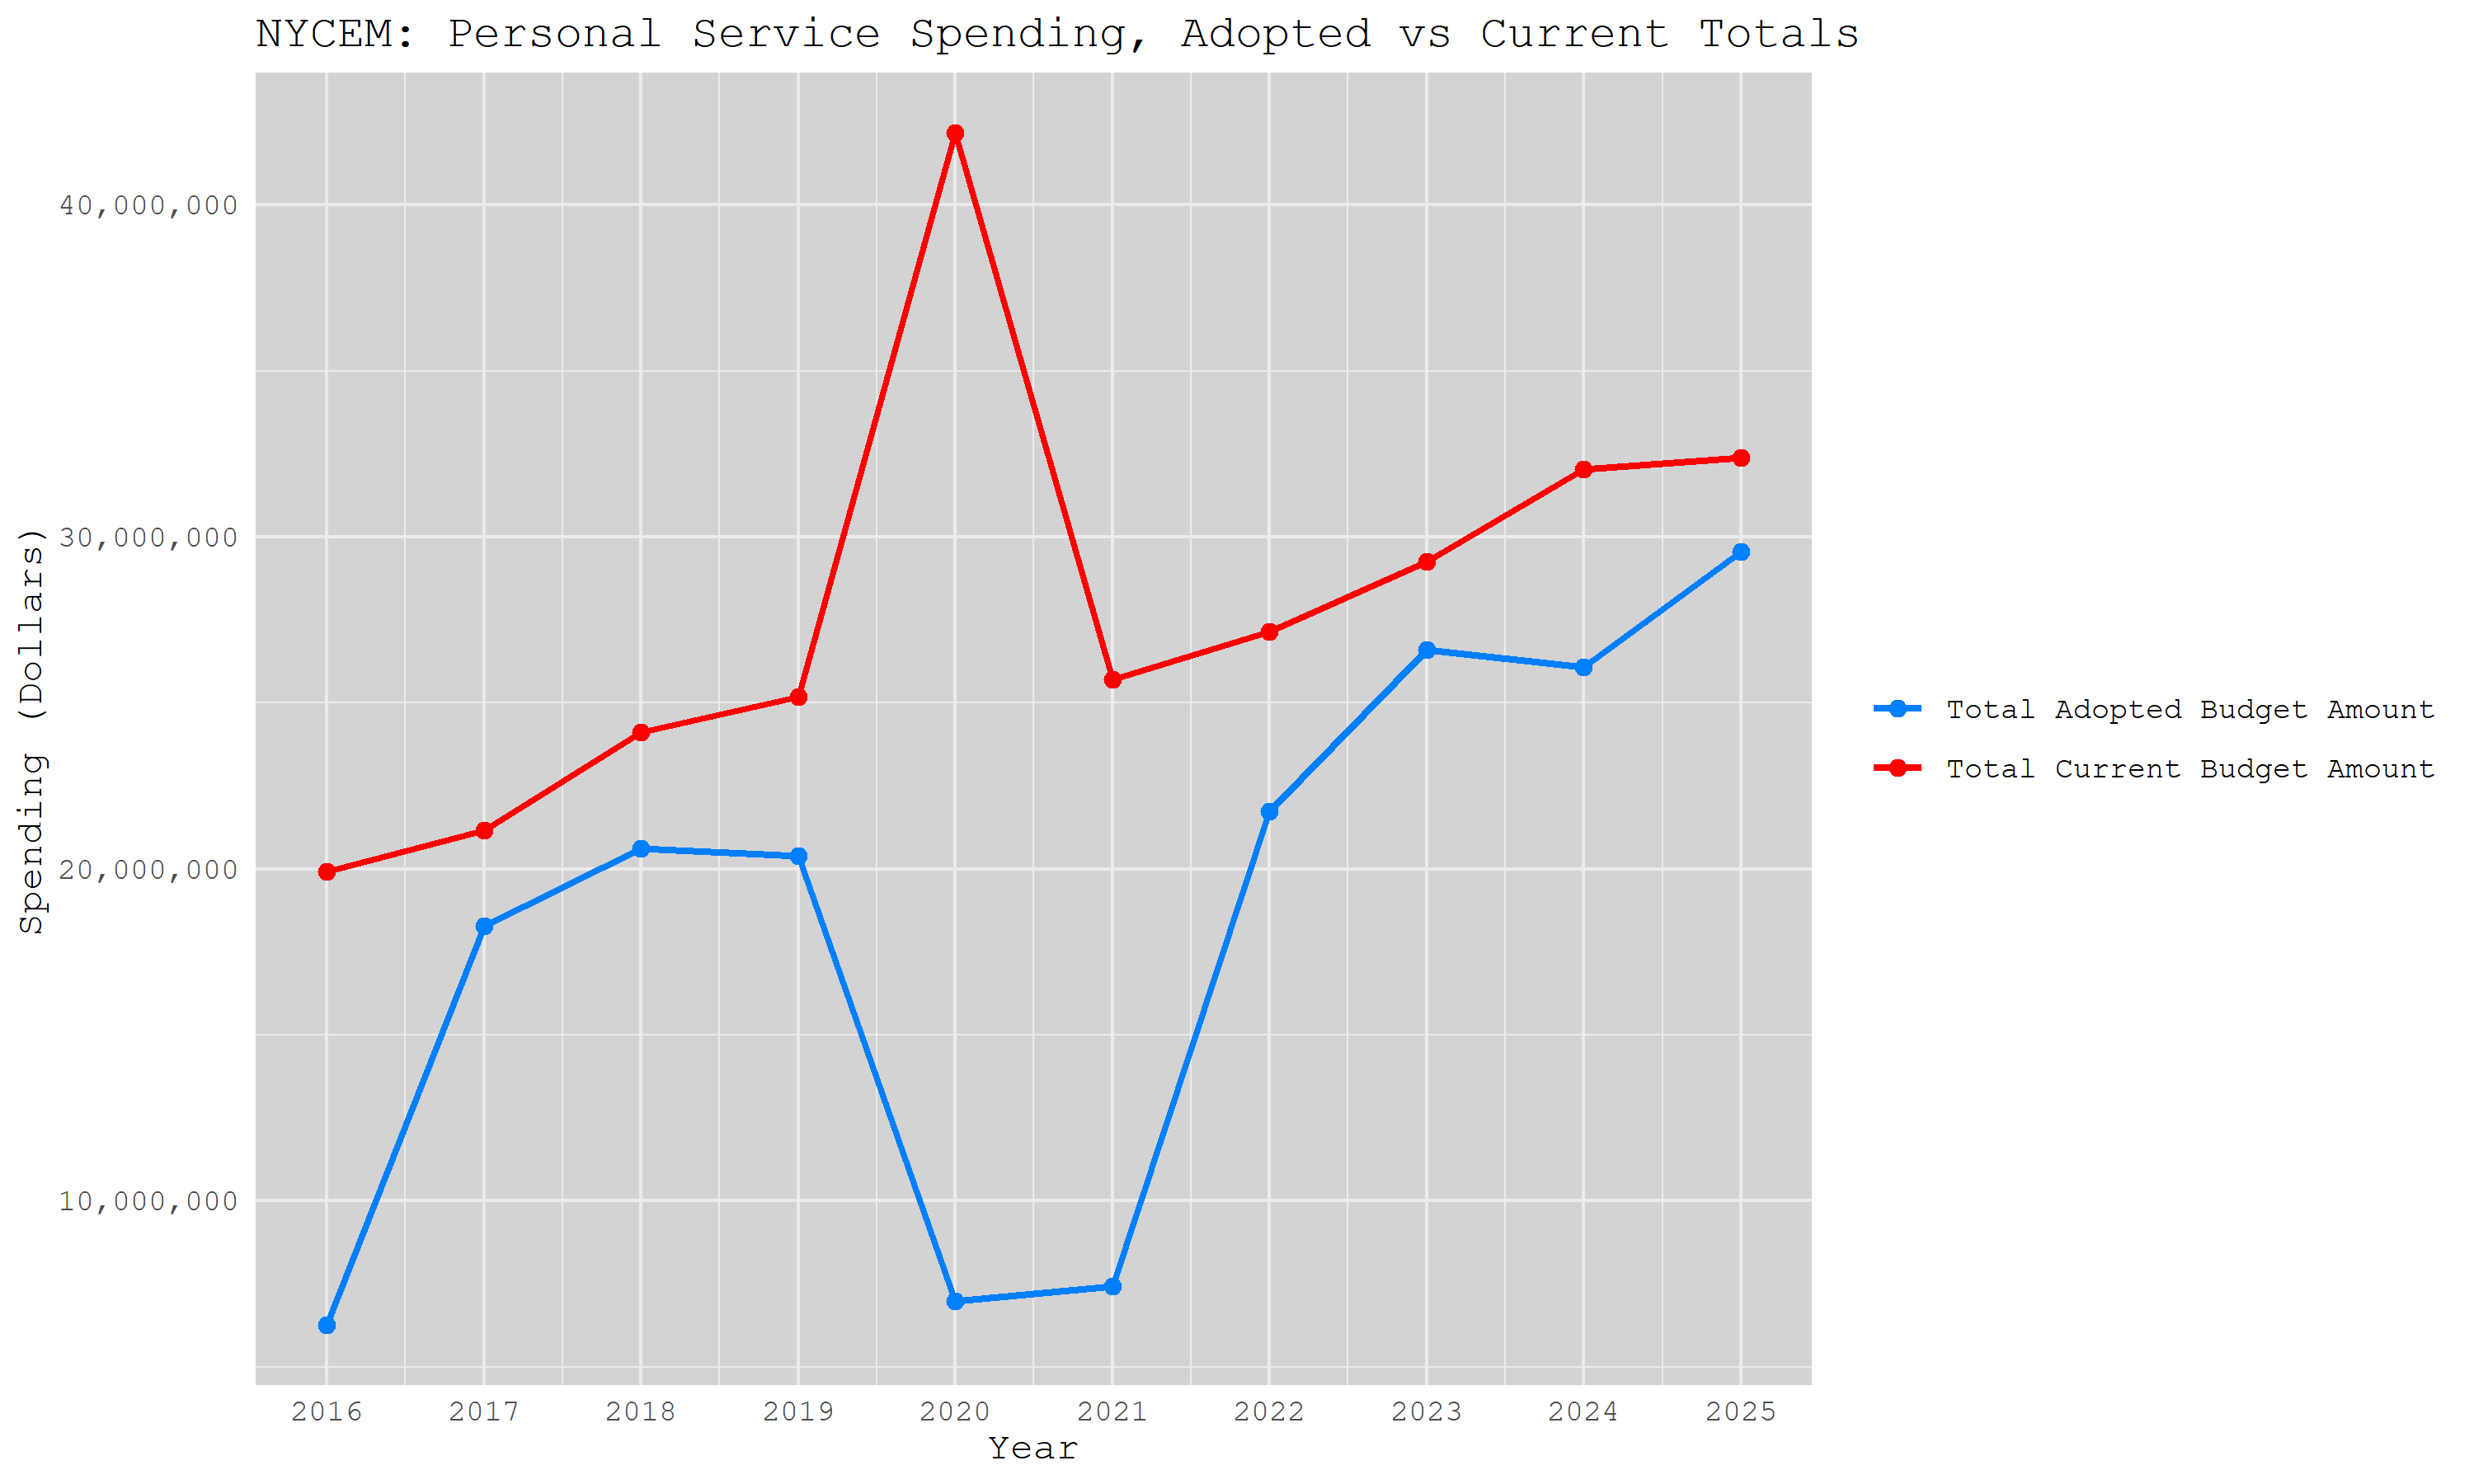 NYCEM: Personal Service Spending, Adopted vs Current Totals
Spending (Dollars)
40,000,000
30,000,000
20,000,000
10,000,000
2016 2017 2018 2019 2020 2021 2022 2023 2024 2025
Year
Total Adopted Budget Amount
Total Current Budget Amount